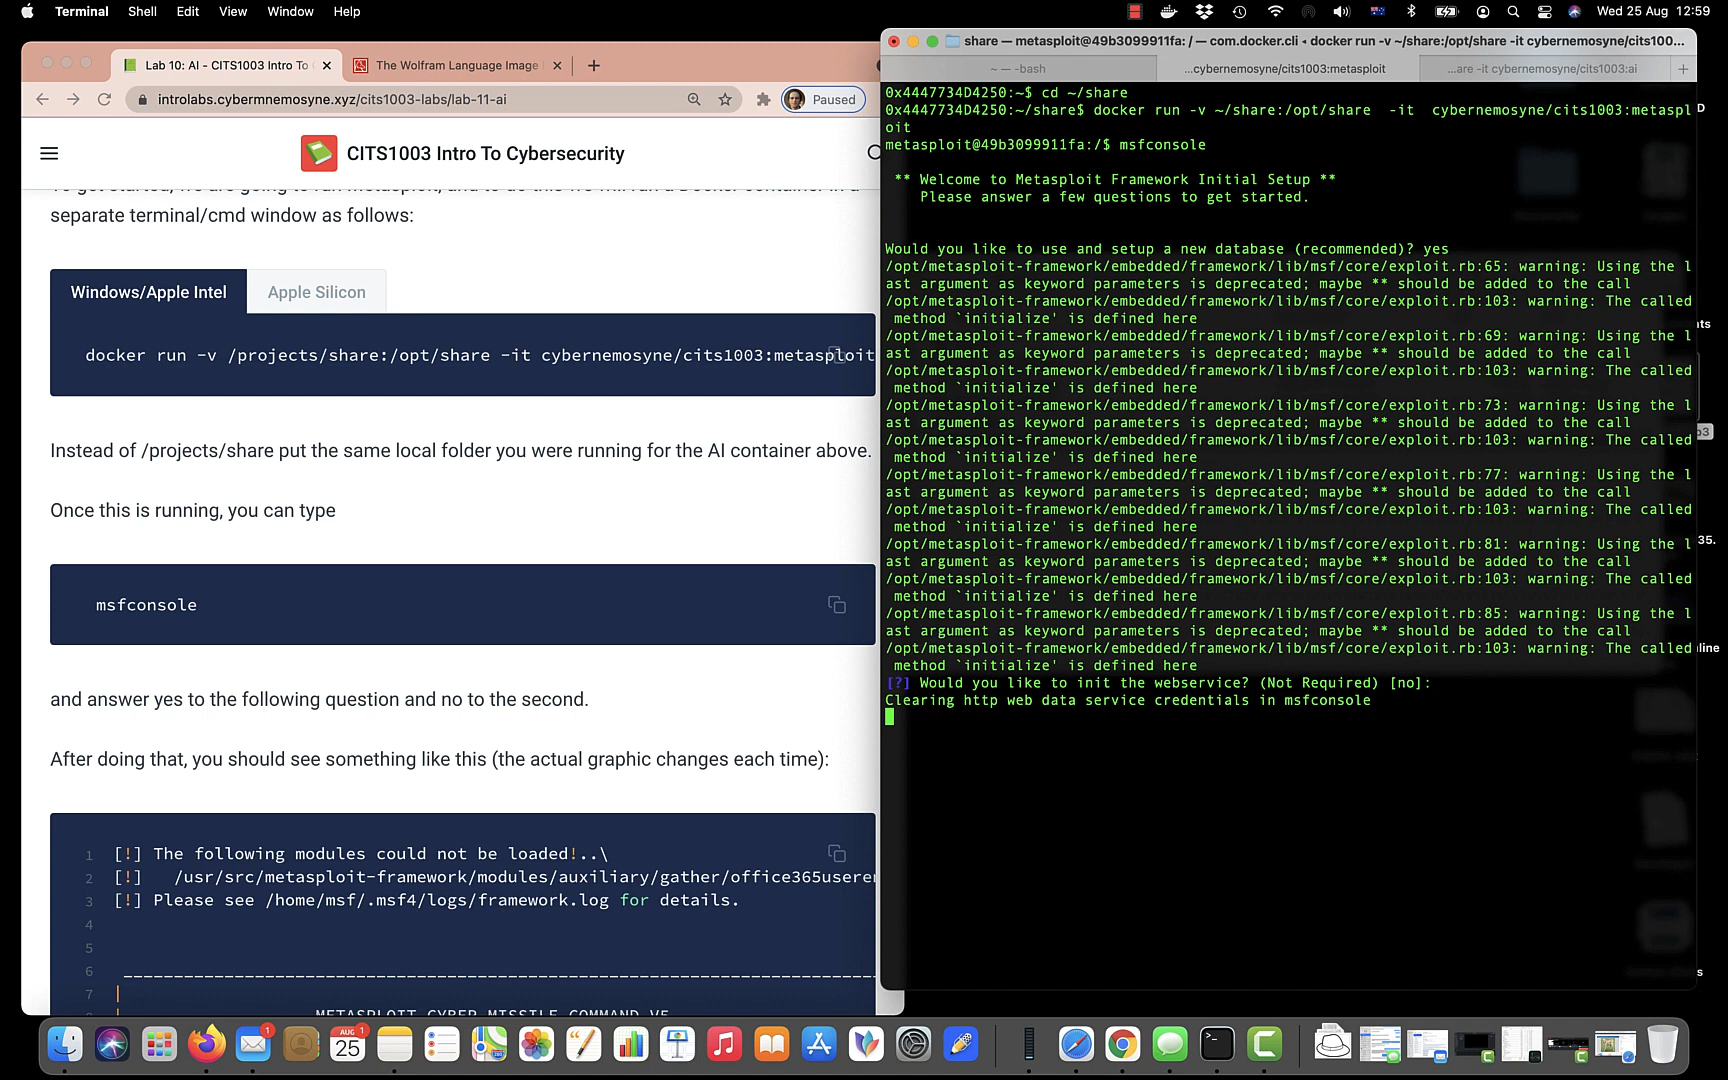 Terminal Shell Edit View Window Help
Wed 25 Aug 12:59
Lab 10: AI - CITS1003 Intro To
The Wolfram Language Image
introlabs.cybermnemosyne.xyz/cits1003-labs/lab-11-ai
Paused
CITS1003 Intro To Cybersecurity
separate terminal/cmd window as follows:
Windows/Apple Intel
Apple Silicon
docker run -v /projects/share:/opt/share -it cybernemosyne/cits1003:metasploit
Instead of /projects/share put the same local folder you were running for the AI container above.
Once this is running, you can type
msfconsole
and answer yes to the following question and no to the second.
After doing that, you should see something like this (the actual graphic changes each time):
1 [!] The following modules could not be loaded!..\
2 [!] /usr/src/metasploit-framework/modules/auxiliary/gather/office365userer
3 [!] Please see /home/msf/.msf4/logs/framework.log for details.
4
5
6 ____________________________________________________________________________
7 |
METASPLOIT CYBER MISSILE COMMAND V5
share — metasploit@49b3099911fa: / — com.docker.cli ◂ docker run -v ~/share:/opt/share -it cybernemosyne/cits100...
~ — -bash
...cybernemosyne/cits1003:metasploit
...are -it cybernemosyne/cits1003:ai
0x4447734D4250:~$ cd ~/share
0x4447734D4250:~/share$ docker run -v ~/share:/opt/share  -it  cybernemosyne/cits1003:metaspl
oit
metasploit@49b3099911fa:/$ msfconsole
** Welcome to Metasploit Framework Initial Setup **
Please answer a few questions to get started.
Would you like to use and setup a new database (recommended)? yes
/opt/metasploit-framework/embedded/framework/lib/msf/core/exploit.rb:65: warning: Using the l
ast argument as keyword parameters is deprecated; maybe ** should be added to the call
/opt/metasploit-framework/embedded/framework/lib/msf/core/exploit.rb:103: warning: The called
method `initialize' is defined here
/opt/metasploit-framework/embedded/framework/lib/msf/core/exploit.rb:69: warning: Using the l
ast argument as keyword parameters is deprecated; maybe ** should be added to the call
/opt/metasploit-framework/embedded/framework/lib/msf/core/exploit.rb:103: warning: The called
method `initialize' is defined here
/opt/metasploit-framework/embedded/framework/lib/msf/core/exploit.rb:73: warning: Using the l
ast argument as keyword parameters is deprecated; maybe ** should be added to the call
/opt/metasploit-framework/embedded/framework/lib/msf/core/exploit.rb:103: warning: The called
method `initialize' is defined here
/opt/metasploit-framework/embedded/framework/lib/msf/core/exploit.rb:77: warning: Using the l
ast argument as keyword parameters is deprecated; maybe ** should be added to the call
/opt/metasploit-framework/embedded/framework/lib/msf/core/exploit.rb:103: warning: The called
method `initialize' is defined here
/opt/metasploit-framework/embedded/framework/lib/msf/core/exploit.rb:81: warning: Using the l
ast argument as keyword parameters is deprecated; maybe ** should be added to the call
/opt/metasploit-framework/embedded/framework/lib/msf/core/exploit.rb:103: warning: The called
method `initialize' is defined here
/opt/metasploit-framework/embedded/framework/lib/msf/core/exploit.rb:85: warning: Using the l
ast argument as keyword parameters is deprecated; maybe ** should be added to the call
/opt/metasploit-framework/embedded/framework/lib/msf/core/exploit.rb:103: warning: The called
method `initialize' is defined here
[?] Would you like to init the webservice? (Not Required) [no]:
Clearing http web data service credentials in msfconsole
D
nts
35.
line
s
1
AUG 1
25